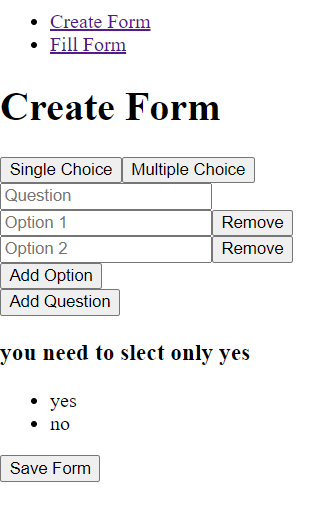 Create Form
Fill Form
Create Form
Single Choice Multiple Choice
Question
Option 1 Remove
Option 2 Remove
Add Option
Add Question
you need to slect only yes
yes
no
Save Form